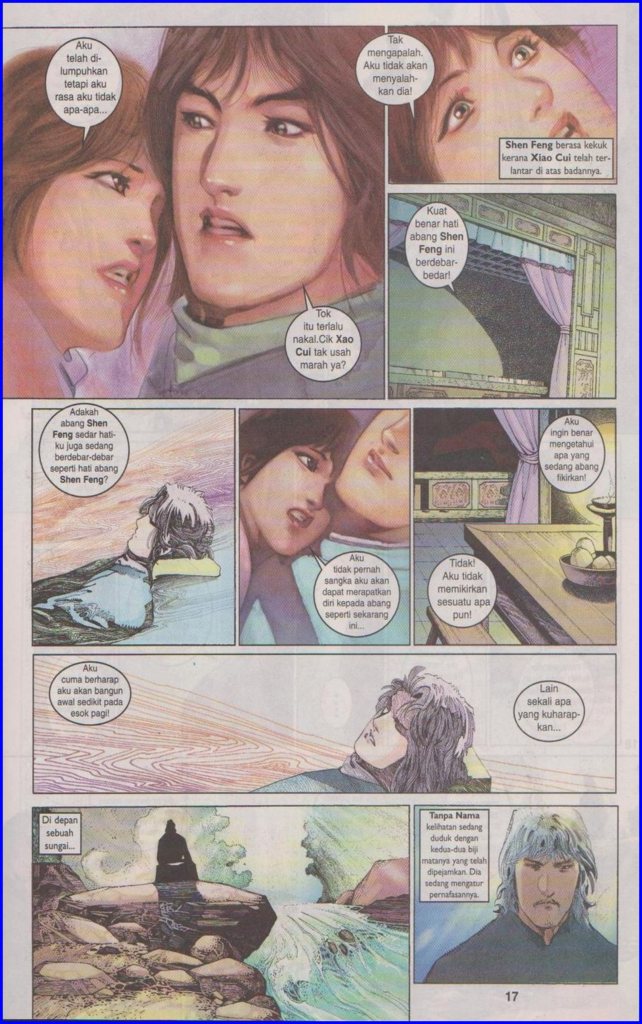 Aku
telah di-
lumpuhkan
tetapi aku
rasa aku tidak
apa-apa...
Tok
itu terlalu
nakal.Cik Xao
Cui tak usah
marah ya?
Tak
mengapalah.
Aku tidak akan
menyalah-
kan dia!
Shen Feng berasa kekuk
kerana Xiao Cui telah ter-
lantar di atas badannya.
Kuat
benar hati
abang Shen
Feng ini
berdebar-
bedar!
Adakah
abang Shen
Feng sedar hati-
ku juga sedang
berdebar-debar
seperti hati abang
Shen Feng?
Aku
tidak pernah
sangka aku akan
dapat merapatkan
diri kepada abang
seperti sekarang
ini...
Aku
ingin benar
mengetahui
apa yang
sedang abang
fikirkan!
Tidak!
Aku tidak
memikirkan
sesuatu apa
pun!
Aku
cuma berharap
aku akan bangun
awal sedikit pada
esok pagi!
Lain
sekali apa
yang kuharap-
kan...
Di depan
sebuah
sungai...
Tanpa Nama
kelihatan sedang
duduk dengan
kedua-dua biji
matanya yang telah
dipejamkan. Dia
sedang mengatur
pernafasannya.
17